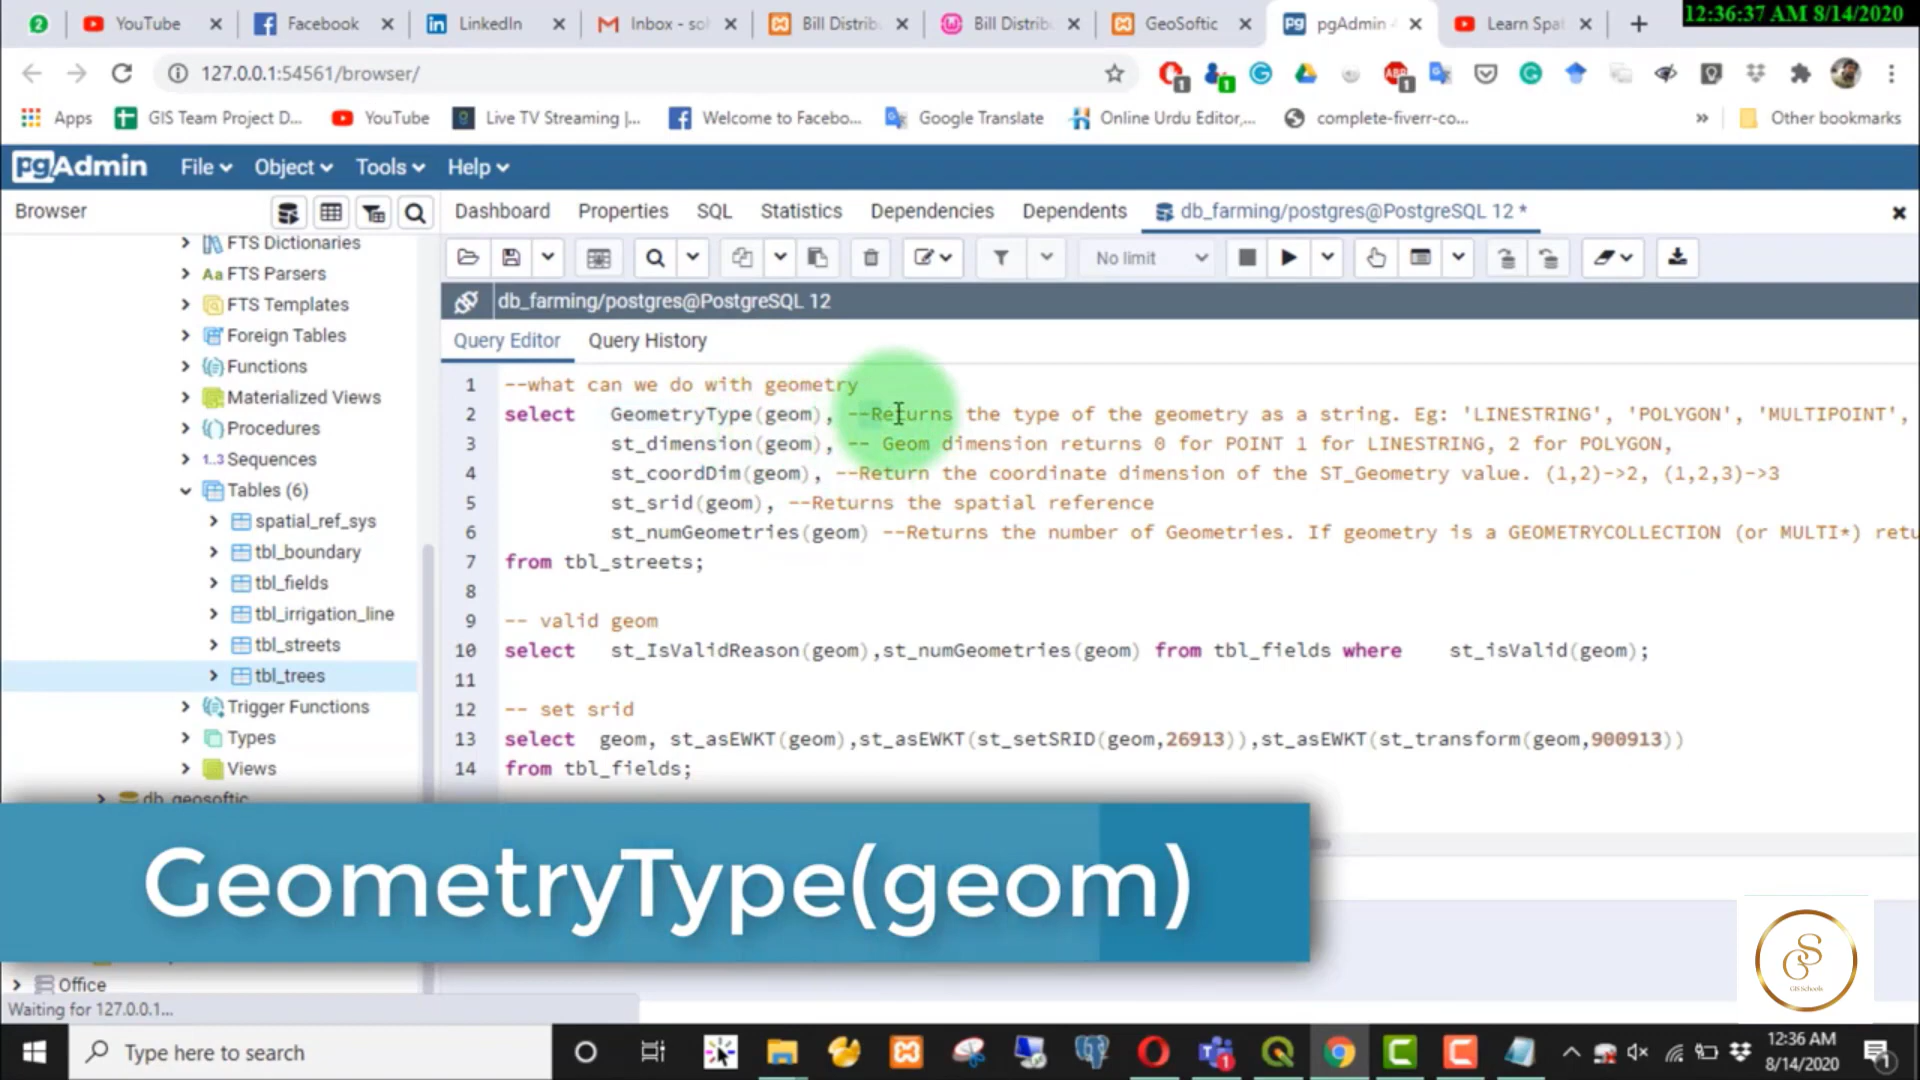 2 YouTube Facebook LinkedIn Inbox - sol Bill Distrib Bill Distrib GeoSoftic pgAdmin Learn Spat 12:36:37 AM 8/14/2020
127.0.0.1:54561/browser/ 1 1 1
Apps GIS Team Project D... YouTube Live TV Streaming |... Welcome to Facebo... Google Translate Online Urdu Editor,... complete-fiverr-co... » Other bookmarks
pgAdmin File Object Tools Help
Browser Dashboard Properties SQL Statistics Dependencies Dependents db_farming/postgres@PostgreSQL 12 *
No limit
db_farming/postgres@PostgreSQL 12
Query Editor Query History
FTS Dictionaries
FTS Parsers
FTS Templates
Foreign Tables
Functions
Materialized Views
Procedures
1..3 Sequences
Tables (6)
spatial_ref_sys
tbl_boundary
tbl_fields
tbl_irrigation_line
tbl_streets
tbl_trees
Trigger Functions
Types
Views
db_geosoftic
Office
Waiting for 127.0.0.1...
1 --what can we do with geometry
2 select GeometryType(geom), --Returns the type of the geometry as a string. Eg: 'LINESTRING', 'POLYGON', 'MULTIPOINT',
3 st_dimension(geom), -- Geom dimension returns 0 for POINT 1 for LINESTRING, 2 for POLYGON,
4 st_coordDim(geom), --Return the coordinate dimension of the ST_Geometry value. (1,2)->2, (1,2,3)->3
5 st_srid(geom), --Returns the spatial reference
6 st_numGeometries(geom) --Returns the number of Geometries. If geometry is a GEOMETRYCOLLECTION (or MULTI*) retu
7 from tbl_streets;
8
9 -- valid geom
10 select st_IsValidReason(geom),st_numGeometries(geom) from tbl_fields where st_isValid(geom);
11
12 -- set srid
13 select geom, st_asEWKT(geom),st_asEWKT(st_setSRID(geom,26913)),st_asEWKT(st_transform(geom,900913))
14 from tbl_fields;
GeometryType(geom)
GIS Schools
Type here to search
12:36 AM
8/14/2020
1